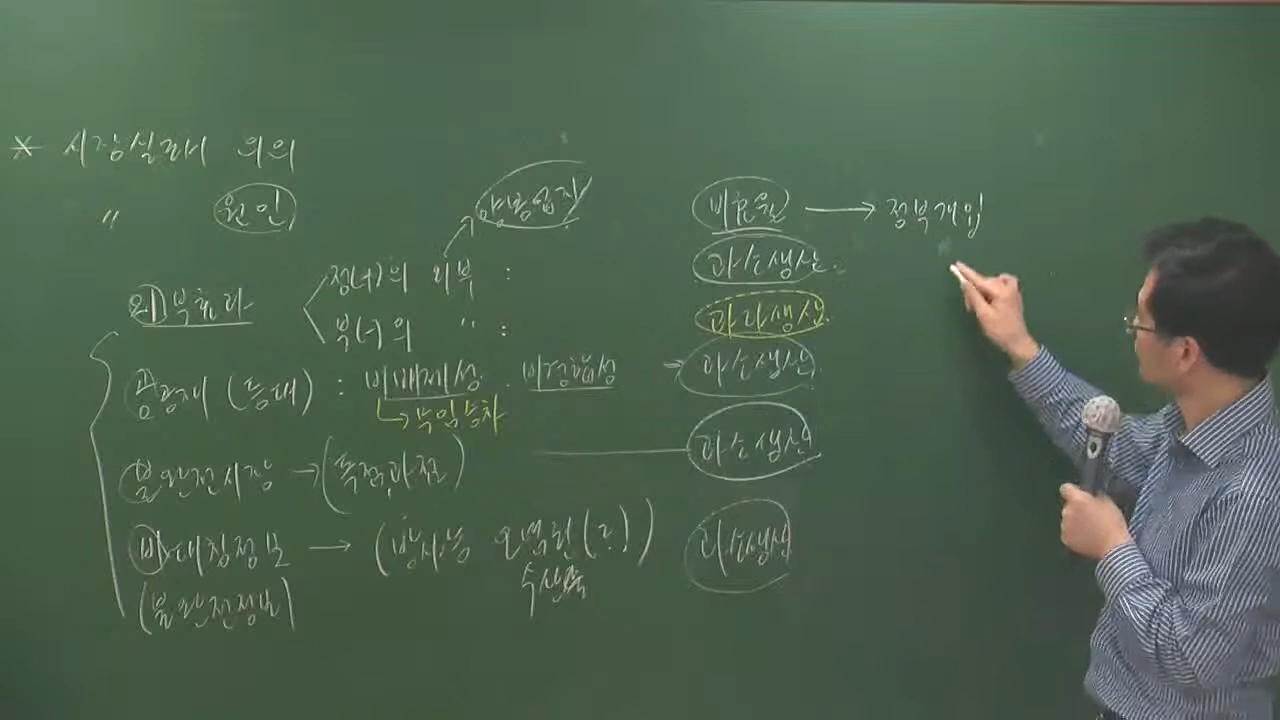 * 시장실패 의의
" 원인
양봉업자
비효율 → 정부개입
외부효과
정(+)의 외부 : 과소생산
부(-)의 " : 과다생산
공공재 (등대) : 비배제성. 비경합성 → 과소생산
↳ 무임승차
불완전시장 → (독점,과점) 과소생산
비대칭정보 → (방사능 오염된(?)) 과소생산
수산물
(불완전정보)